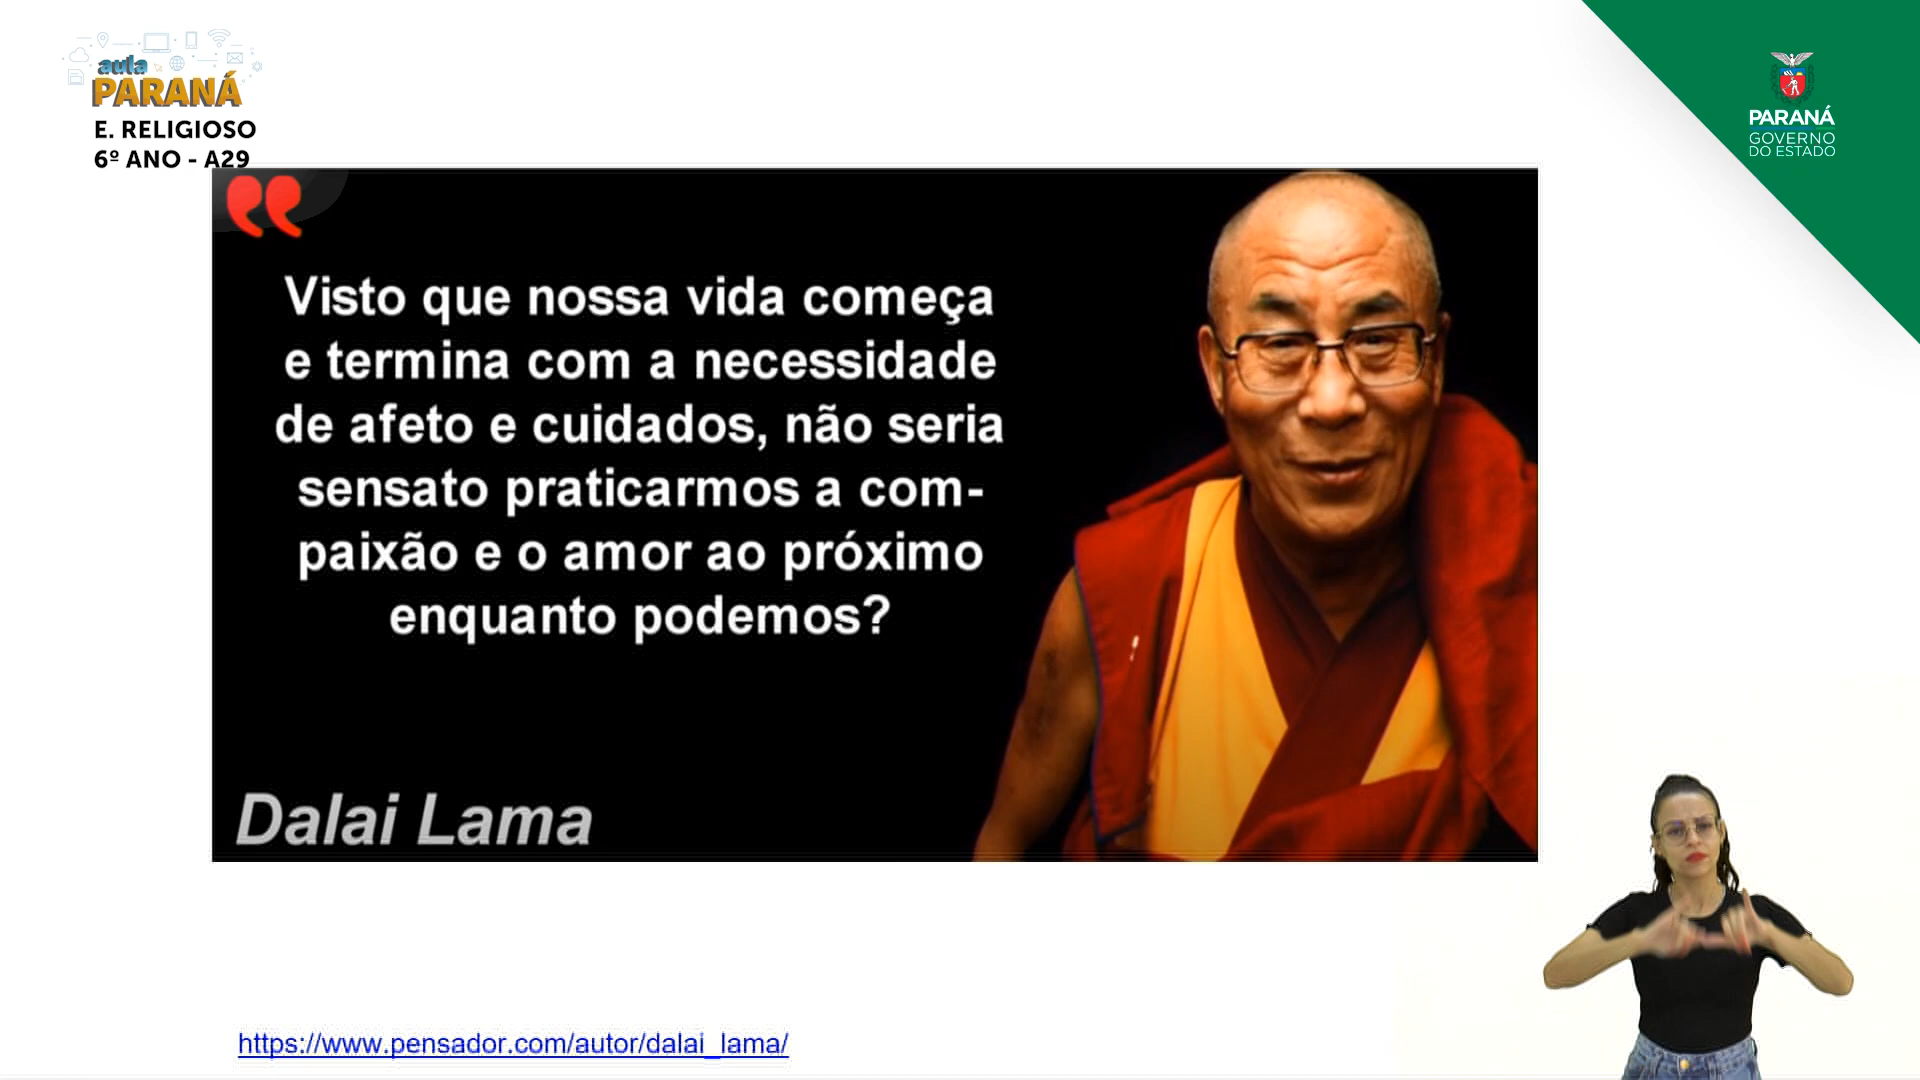 aula
PARANÁ
E. RELIGIOSO
6º ANO - A29
PARANÁ
GOVERNO
DO ESTADO
Visto que nossa vida começa
e termina com a necessidade
de afeto e cuidados, não seria
sensato praticarmos a com-
paixão e o amor ao próximo
enquanto podemos?
Dalai Lama
https://www.pensador.com/autor/dalai_lama/